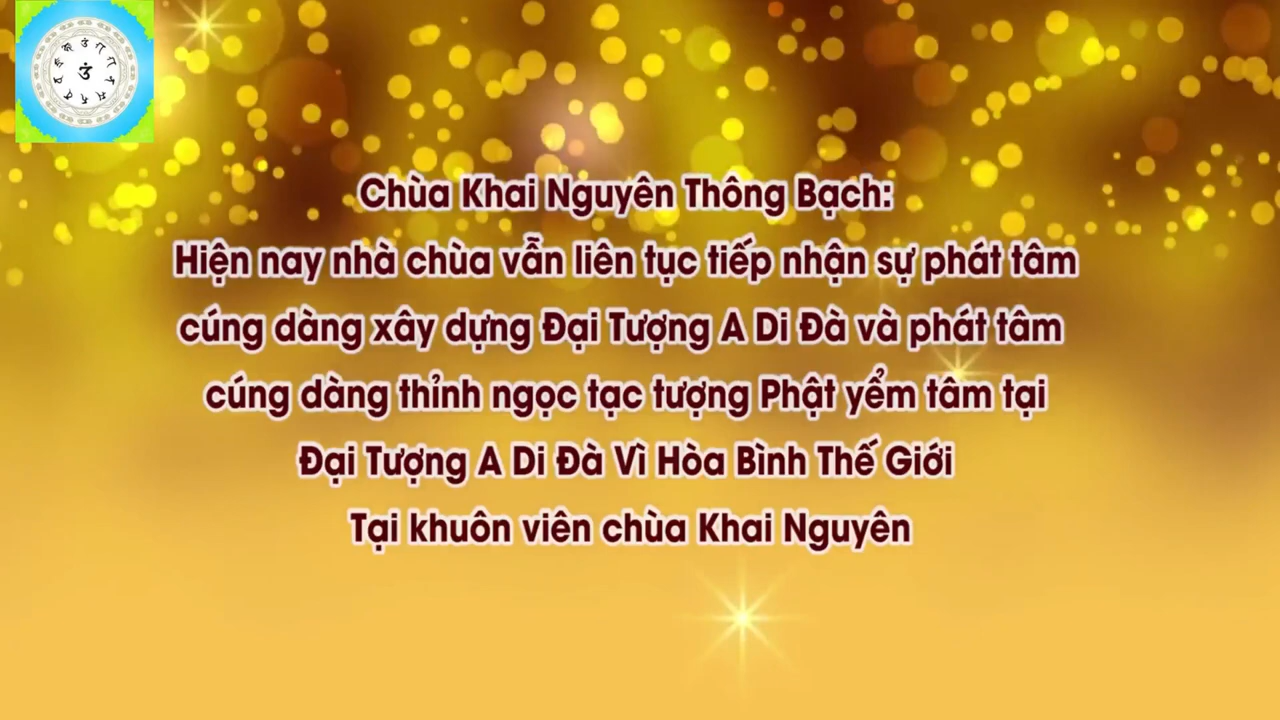 Chùa Khai Nguyên Thông Bạch:
Hiện nay nhà chùa vẫn liên tục tiếp nhận sự phát tâm
cúng dàng xây dựng Đại Tượng A Di Đà và phát tâm
cúng dàng thỉnh ngọc tạc tượng Phật yểm tâm tại
Đại Tượng A Di Đà Vì Hòa Bình Thế Giới
Tại khuôn viên chùa Khai Nguyên